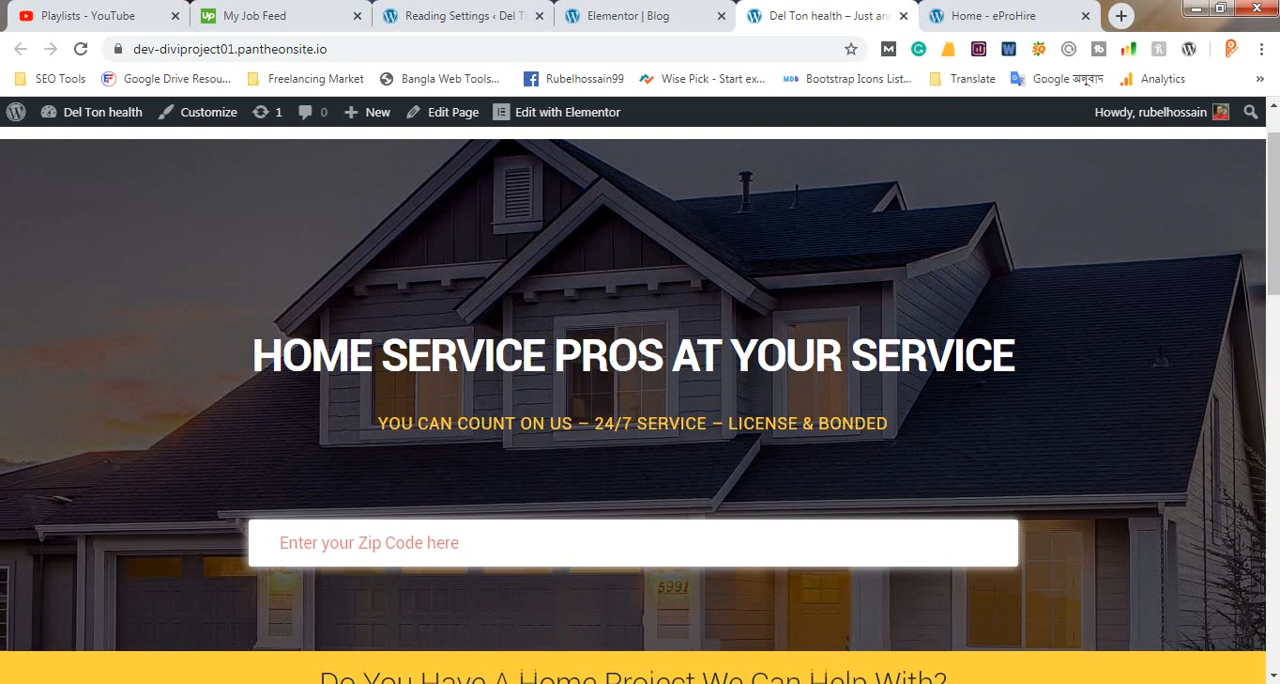 Playlists - YouTube
My Job Feed
Reading Settings ‹ Del T
Elementor | Blog
Del Ton health – Just an
Home - eProHire
dev-diviproject01.pantheonsite.io
SEO Tools
Google Drive Resou...
Freelancing Market
Bangla Web Tools...
Rubelhossain99
Wise Pick - Start ex...
Bootstrap Icons List...
Translate
Google অনুবাদ
Analytics
»
Del Ton health
Customize
1
0
New
Edit Page
Edit with Elementor
Howdy, rubelhossain
HOME SERVICE PROS AT YOUR SERVICE
YOU CAN COUNT ON US – 24/7 SERVICE – LICENSE & BONDED
Enter your Zip Code here
5991
Do You Have A Home Project We Can Help With?